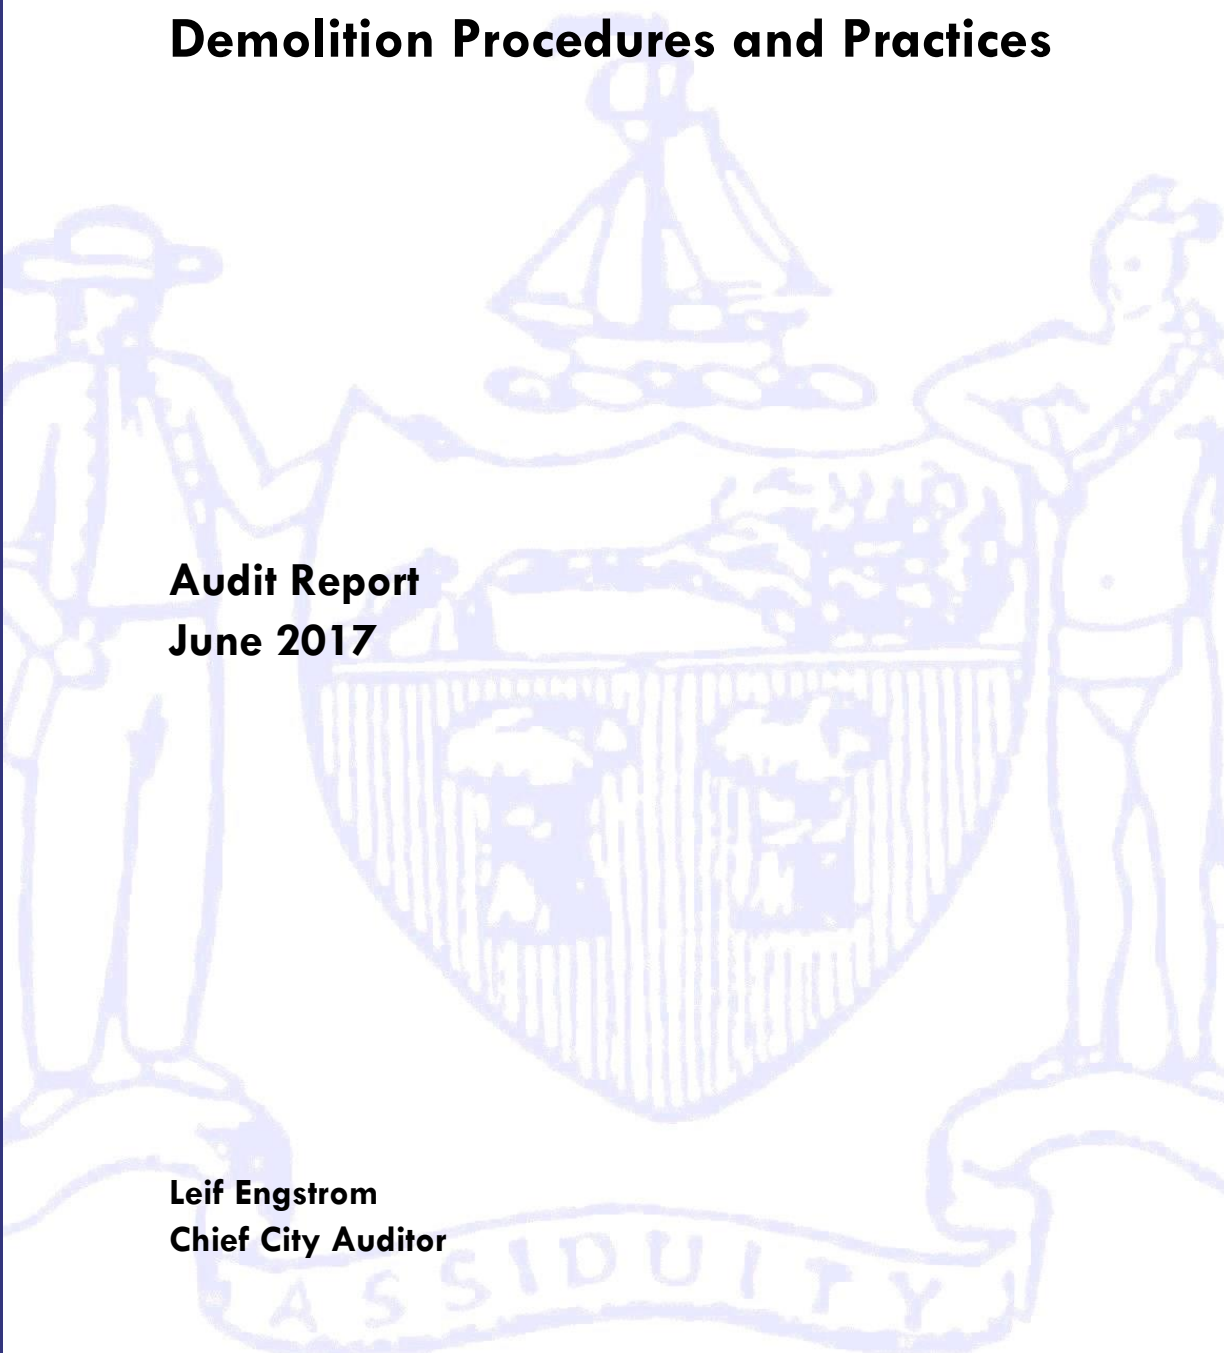 Demolition Procedures and Practices
Audit Report
June 2017
Leif Engstrom
Chief City Auditor
ASSIDUITY